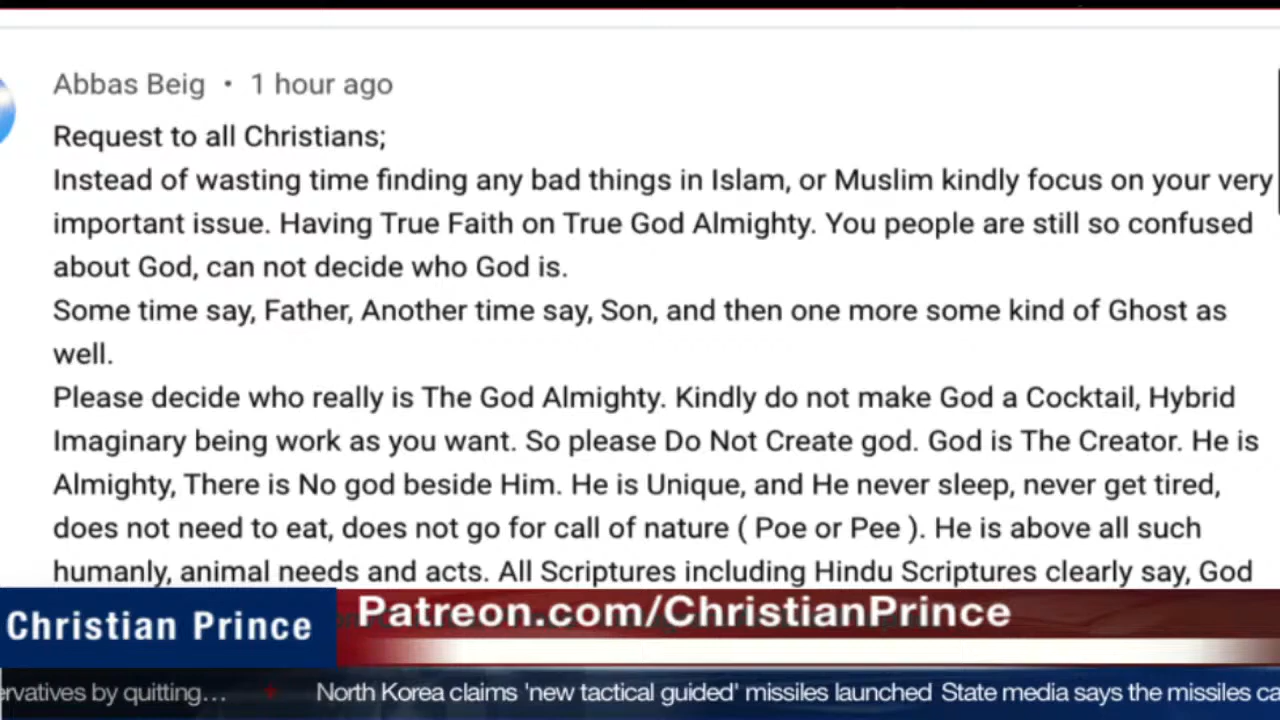 Abbas Beig • 1 hour ago
Request to all Christians;
Instead of wasting time finding any bad things in Islam, or Muslim kindly focus on your very
important issue. Having True Faith on True God Almighty. You people are still so confused
about God, can not decide who God is.
Some time say, Father, Another time say, Son, and then one more some kind of Ghost as
well.
Please decide who really is The God Almighty. Kindly do not make God a Cocktail, Hybrid
Imaginary being work as you want. So please Do Not Create god. God is The Creator. He is
Almighty, There is No god beside Him. He is Unique, and He never sleep, never get tired,
does not need to eat, does not go for call of nature ( Poe or Pee ). He is above all such
humanly, animal needs and acts. All Scriptures including Hindu Scriptures clearly say, God
Christian Prince
Patreon.com/ChristianPrince
ervatives by quitting... ★ North Korea claims 'new tactical guided' missiles launched State media says the missiles ca